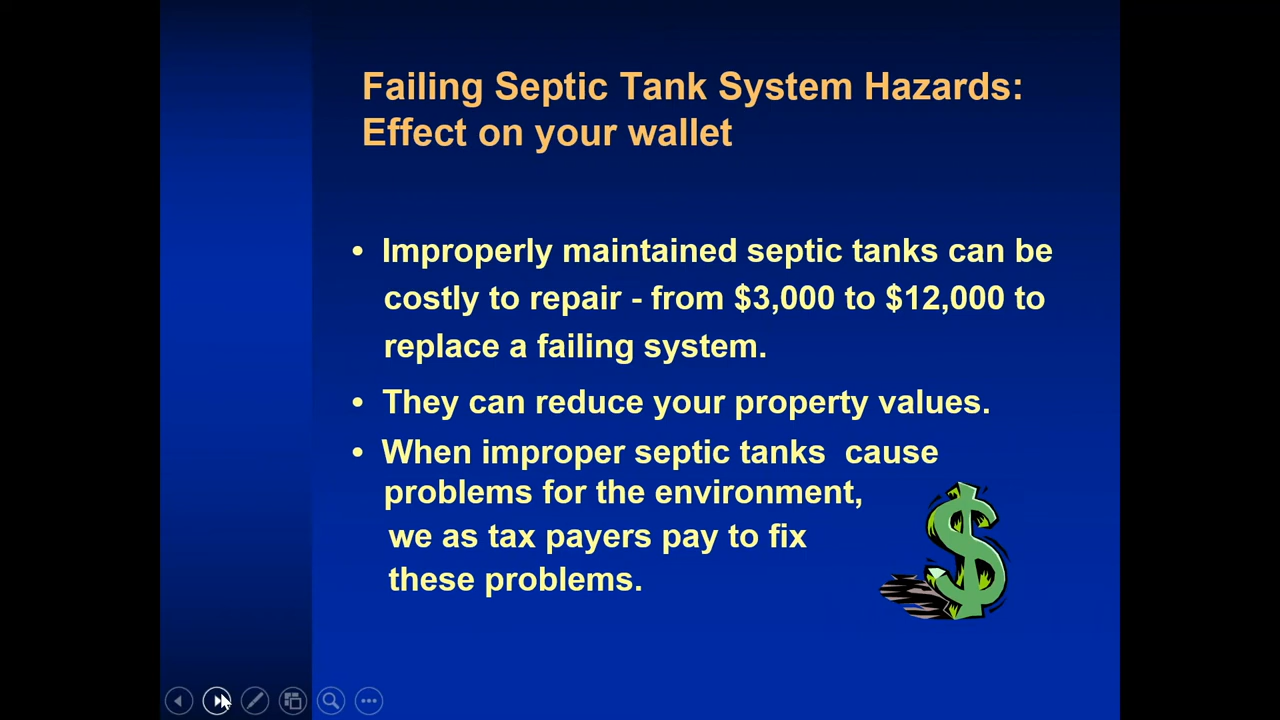 Failing Septic Tank System Hazards:
Effect on your wallet
• Improperly maintained septic tanks can be
costly to repair - from $3,000 to $12,000 to
replace a failing system.
• They can reduce your property values.
• When improper septic tanks  cause
problems for the environment,
we as tax payers pay to fix
these problems.
$